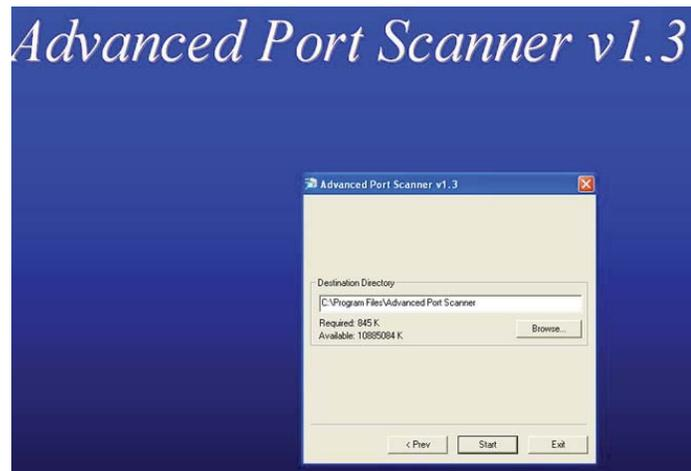 Advanced Port Scanner v1.3
Advanced Port Scanner v1.3
Destination Directory
C:\Program Files\Advanced Port Scanner
Required: 845 K
Available: 10885084 K
Browse...
< Prev
Start
Exit